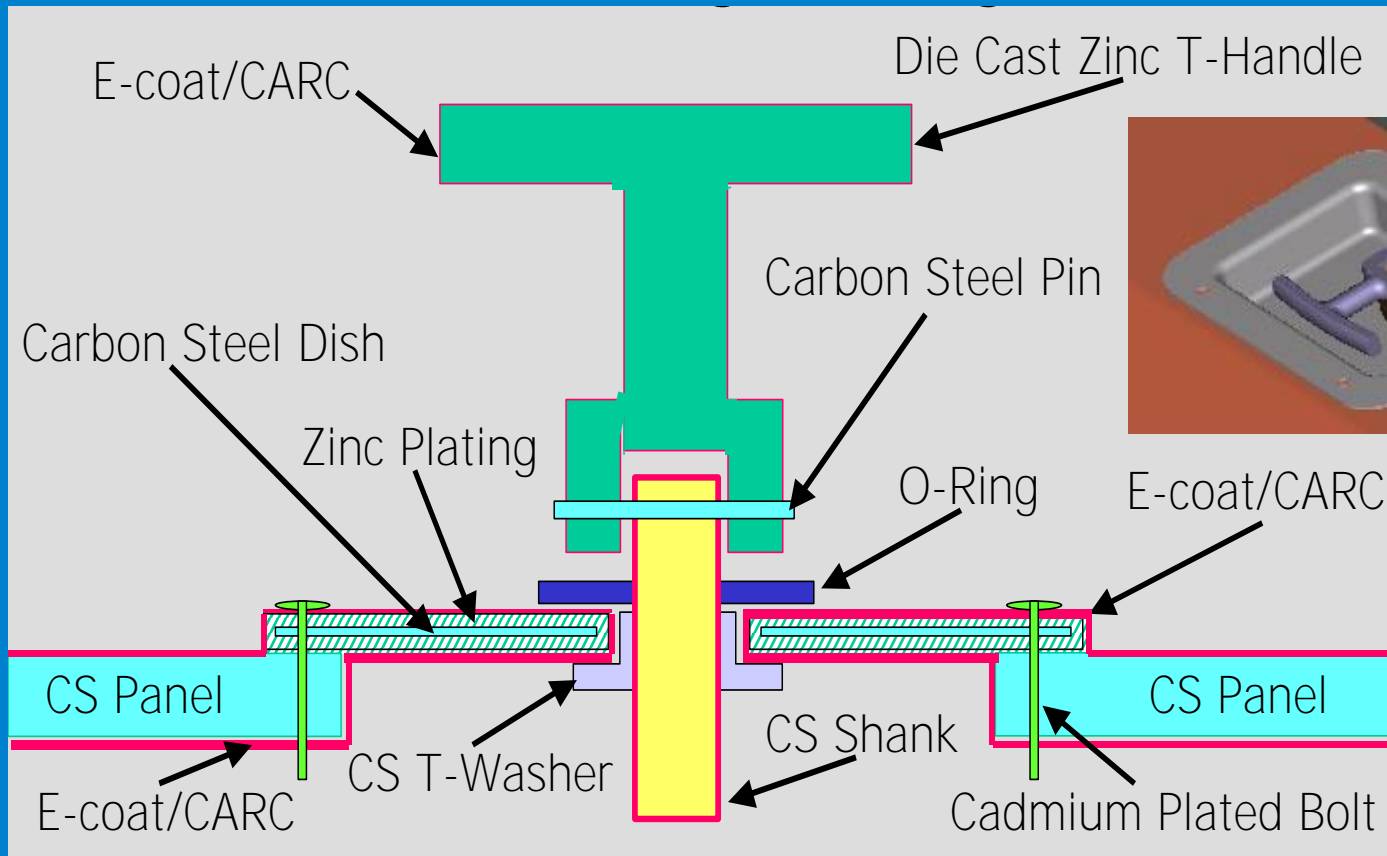 Die Cast Zinc T-Handle
E-coat/CARC
Carbon Steel Pin
Carbon Steel Dish
Zinc Plating
O-Ring
E-coat/CARC
CS Panel
CS Panel
CS Shank
CS T-Washer
E-coat/CARC
Cadmium Plated Bolt